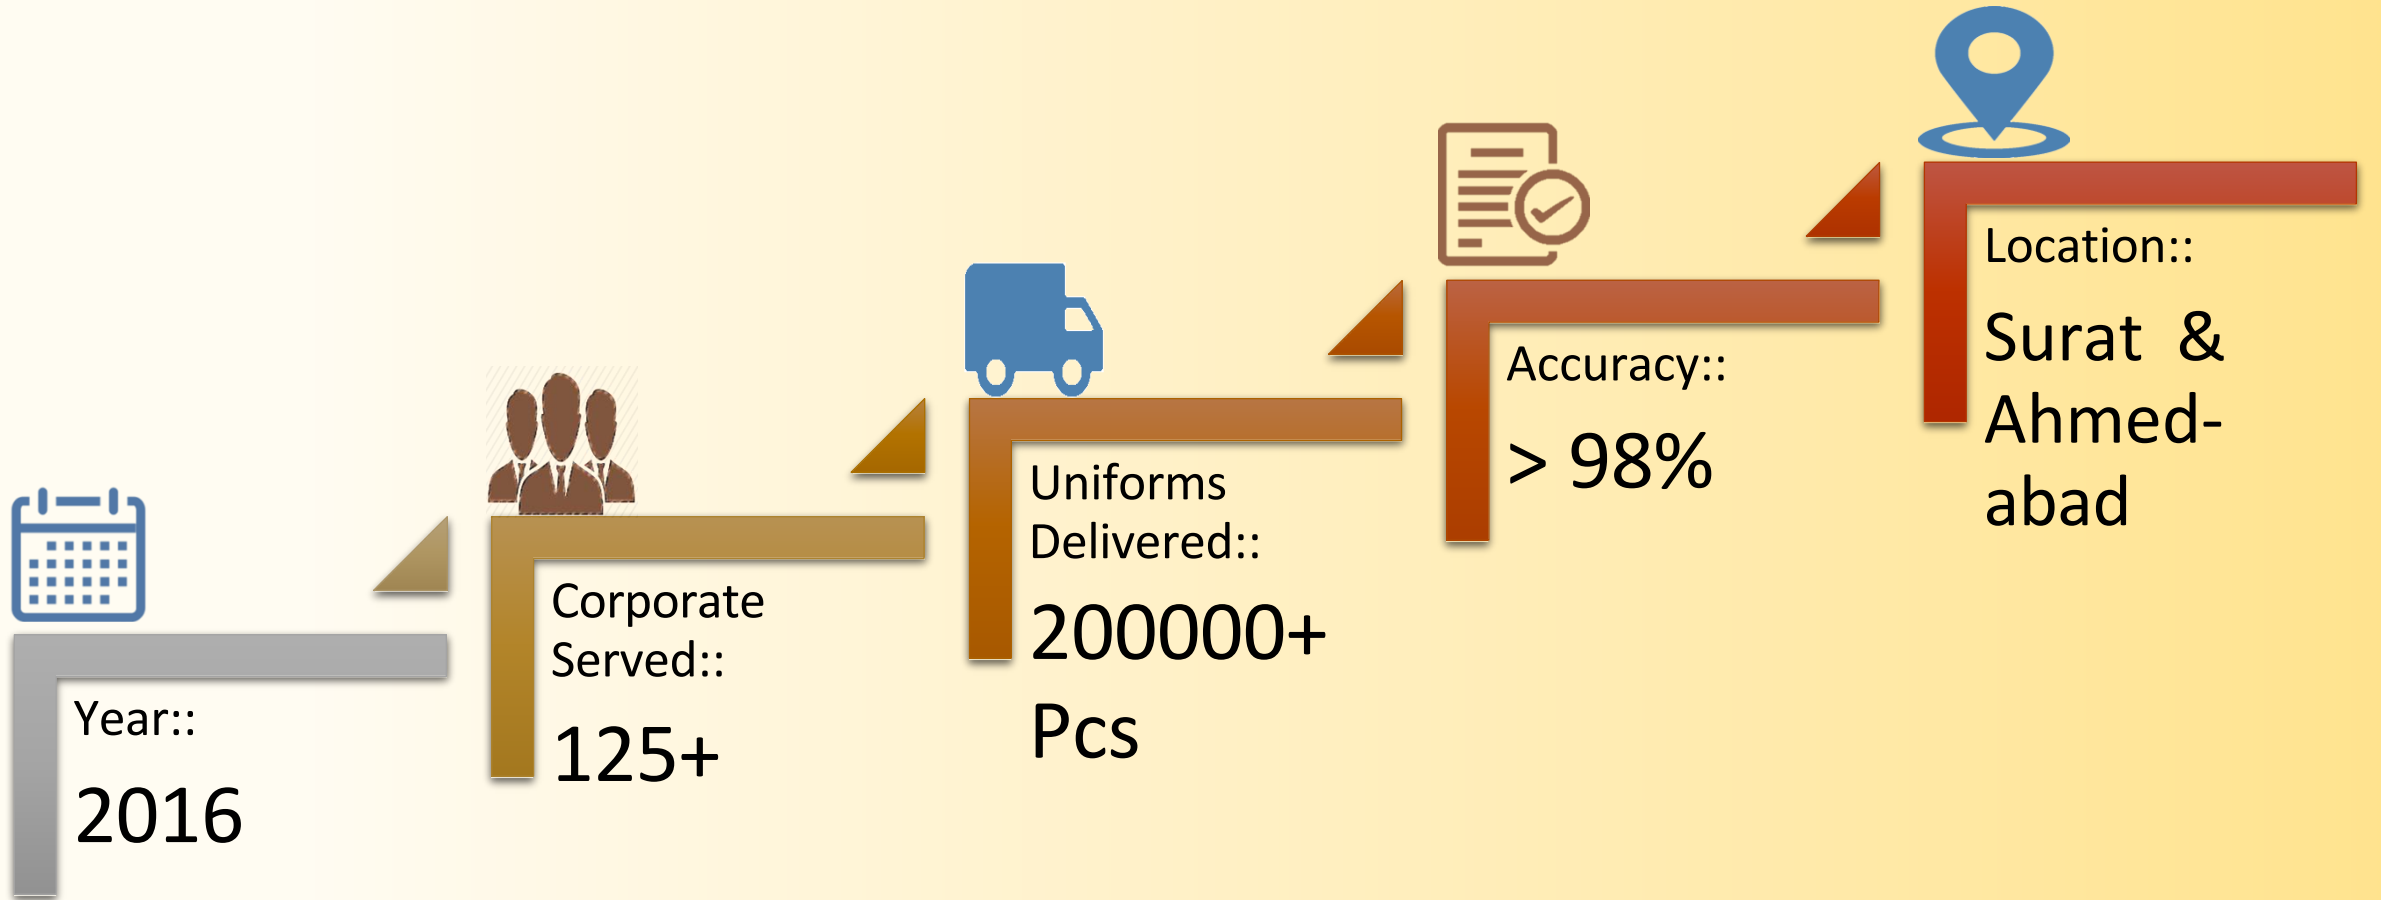 Year::
2016
Corporate
Served::
125+
Uniforms
Delivered::
200000+
Pcs
Accuracy::
> 98%
Location::
Surat &
Ahmed-
abad